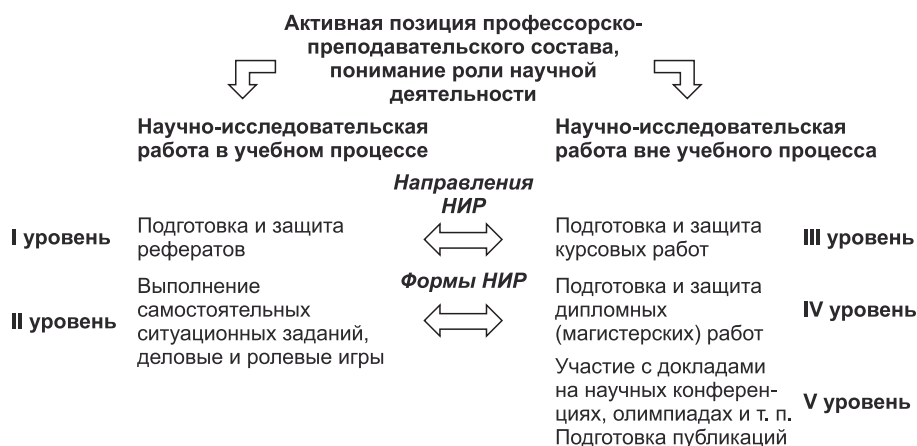 Активная позиция профессорско-
преподавательского состава,
понимание роли научной
деятельности
Научно-исследовательская
работа в учебном процессе
Научно-исследовательская
работа вне учебного процесса
Направления
НИР
I уровень
Подготовка и защита
рефератов
Подготовка и защита
курсовых работ
III уровень
Формы НИР
II уровень
Выполнение
самостоятельных
ситуационных заданий,
деловые и ролевые игры
Подготовка и защита
дипломных
(магистерских) работ
IV уровень
Участие с докладами
на научных конферен-
циях, олимпиадах и т. п.
Подготовка публикаций
V уровень